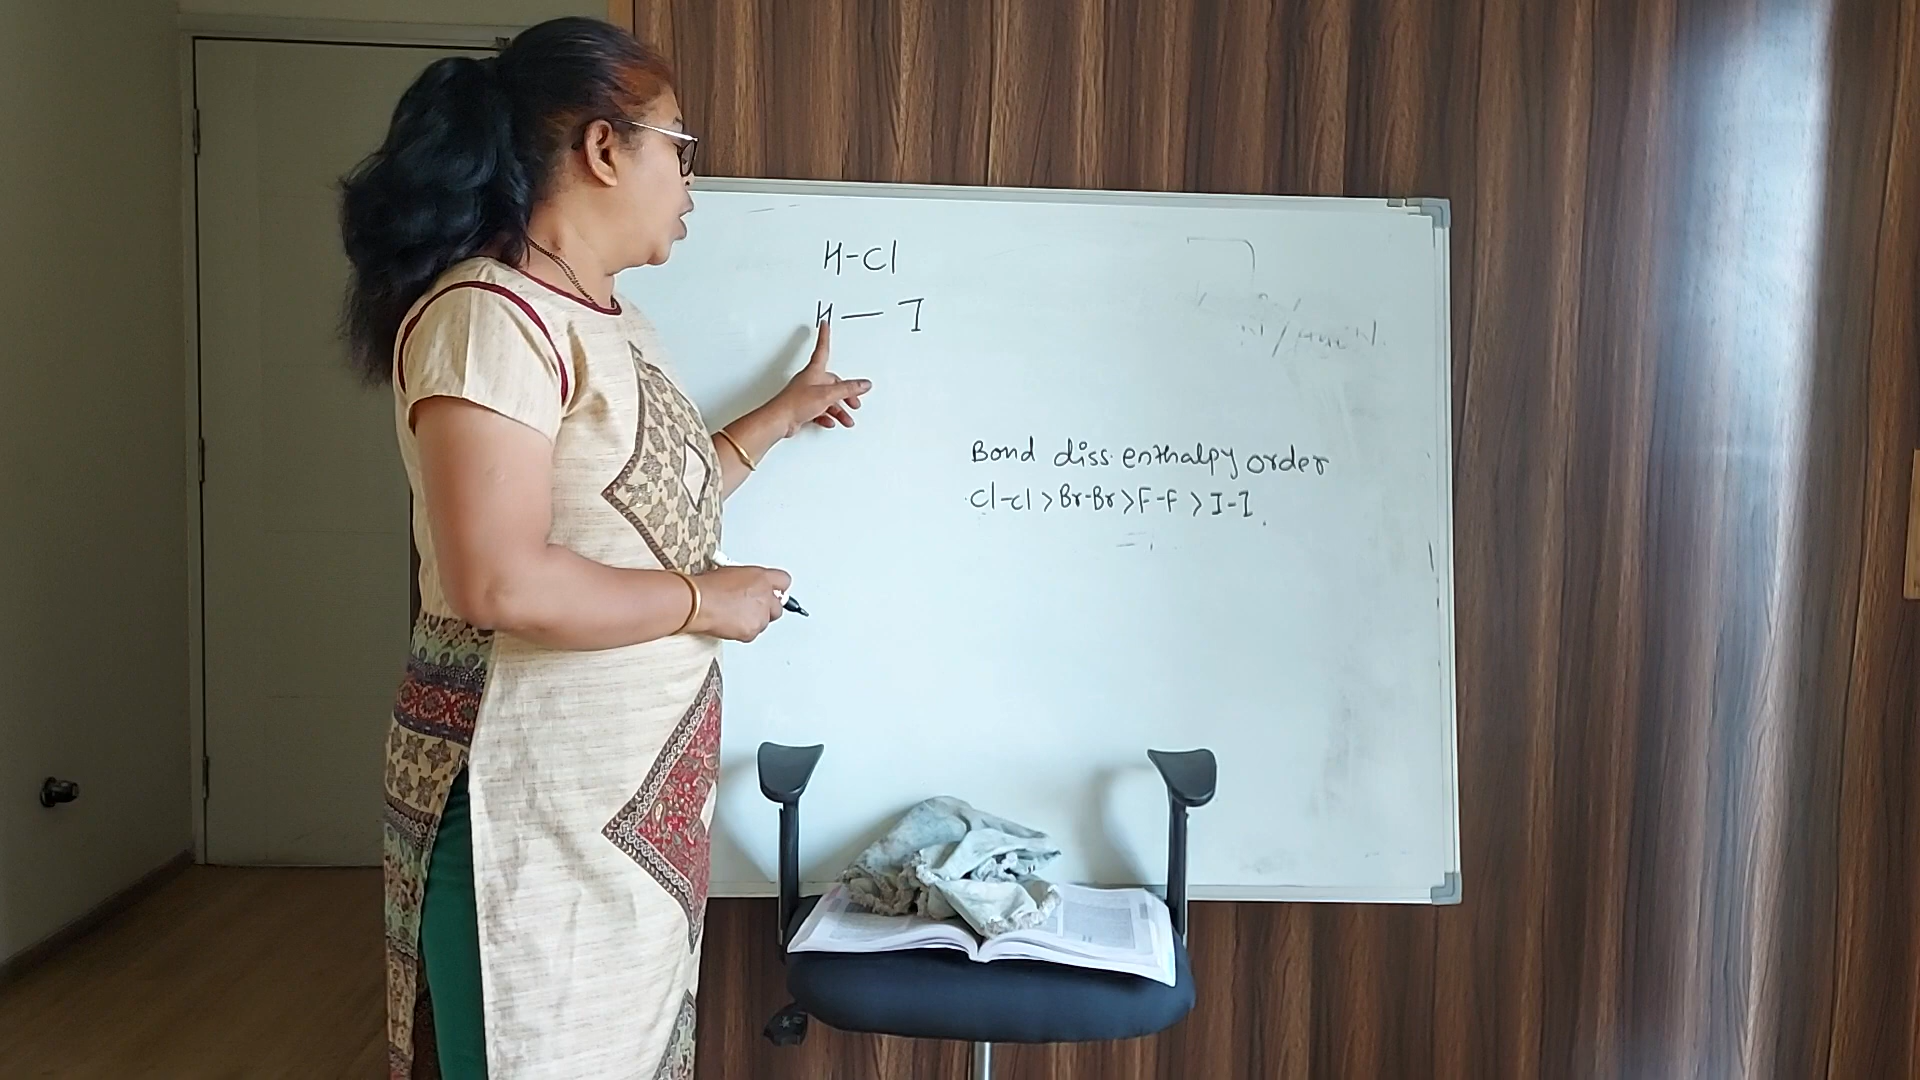 H-Cl
H — I
Bond diss. enthalpy order
Cl-Cl > Br-Br > F-F > I-I.